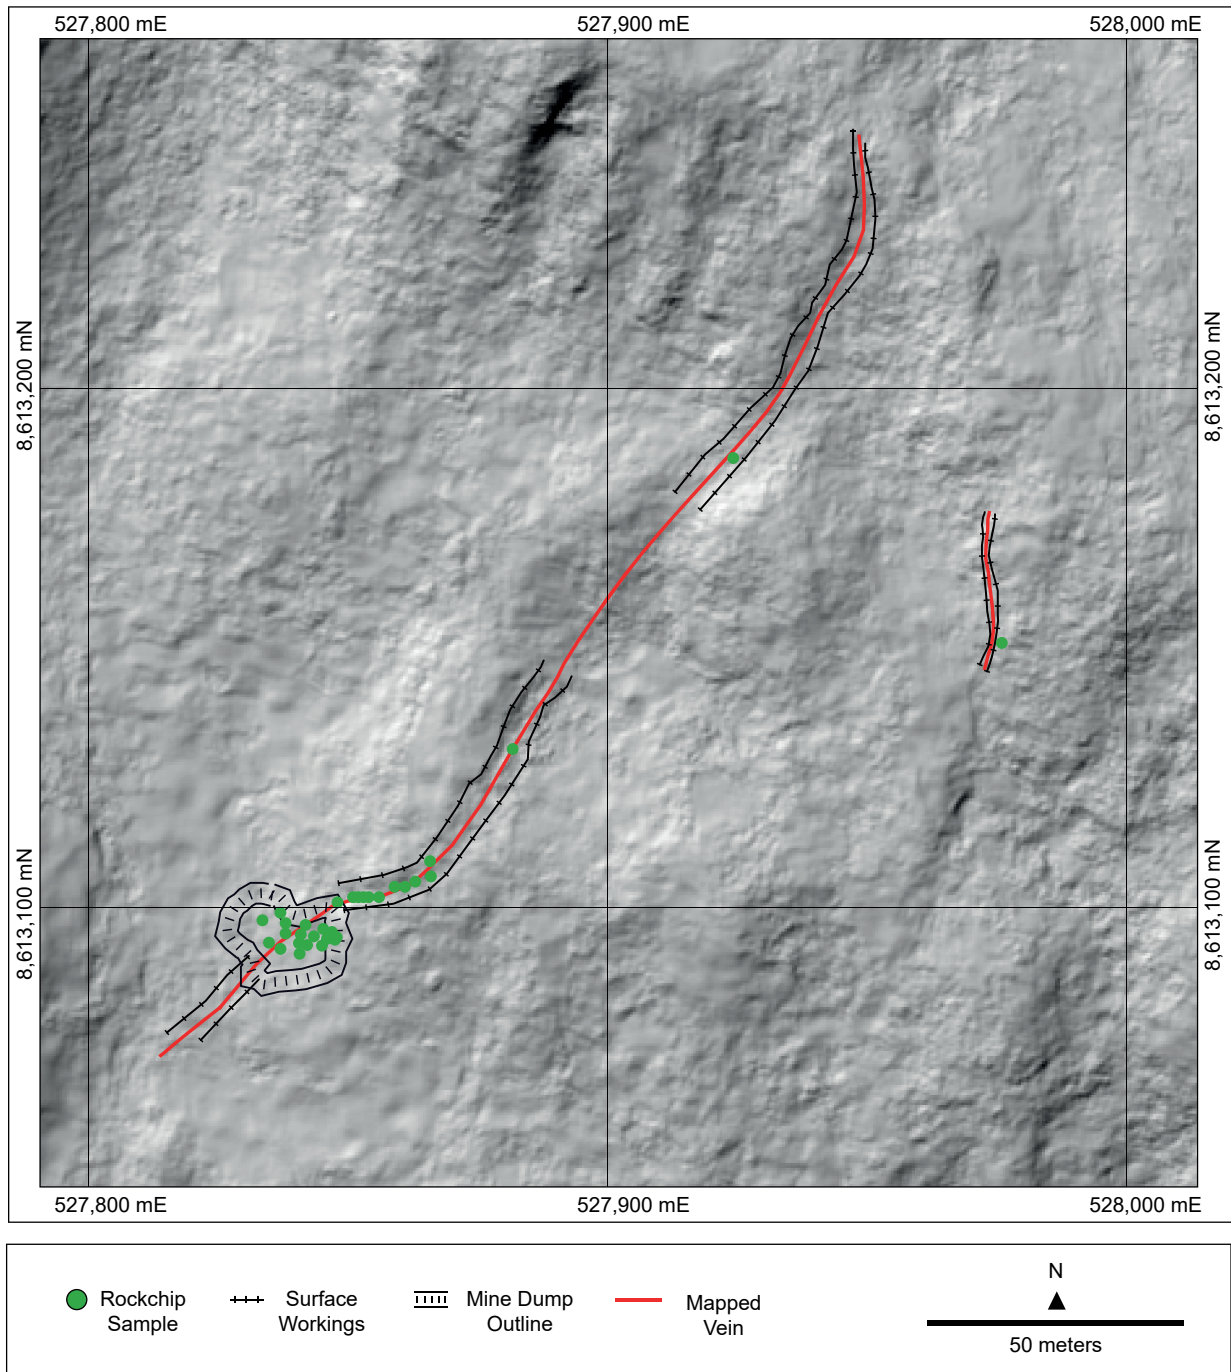 527,800 mE
527,900 mE
528,000 mE
8,613,200 mN
8,613,200 mN
8,613,100 mN
8,613,100 mN
527,800 mE
527,900 mE
528,000 mE
Rockchip
Sample
Surface
Workings
Mine Dump
Outline
Mapped
Vein
N
50 meters